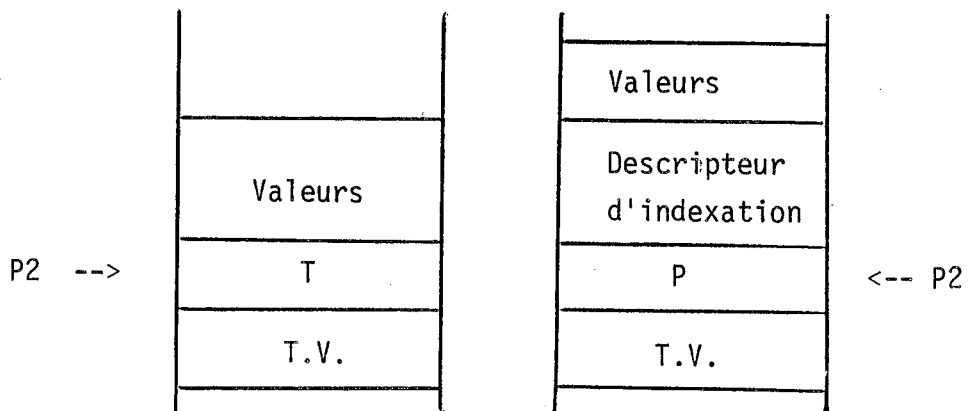 Valeurs
Descripteur
d'indexation
Valeurs
P2 --> T P <-- P2
T.V. T.V.